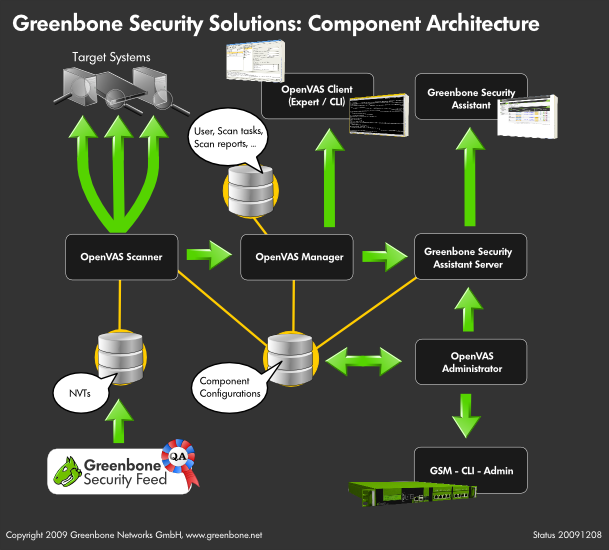 Greenbone Security Solutions: Component Architecture
Target Systems
OpenVAS Client
(Expert / CLI)
Greenbone Security
Assistant
User, Scan tasks,
Scan reports, ...
OpenVAS Scanner
OpenVAS Manager
Greenbone Security
Assistant Server
NVTs
Component
Configurations
OpenVAS
Administrator
QA
Greenbone
Security Feed
GSM - CLI - Admin
Copyright 2009 Greenbone Networks GmbH, www.greenbone.net
Status 20091208